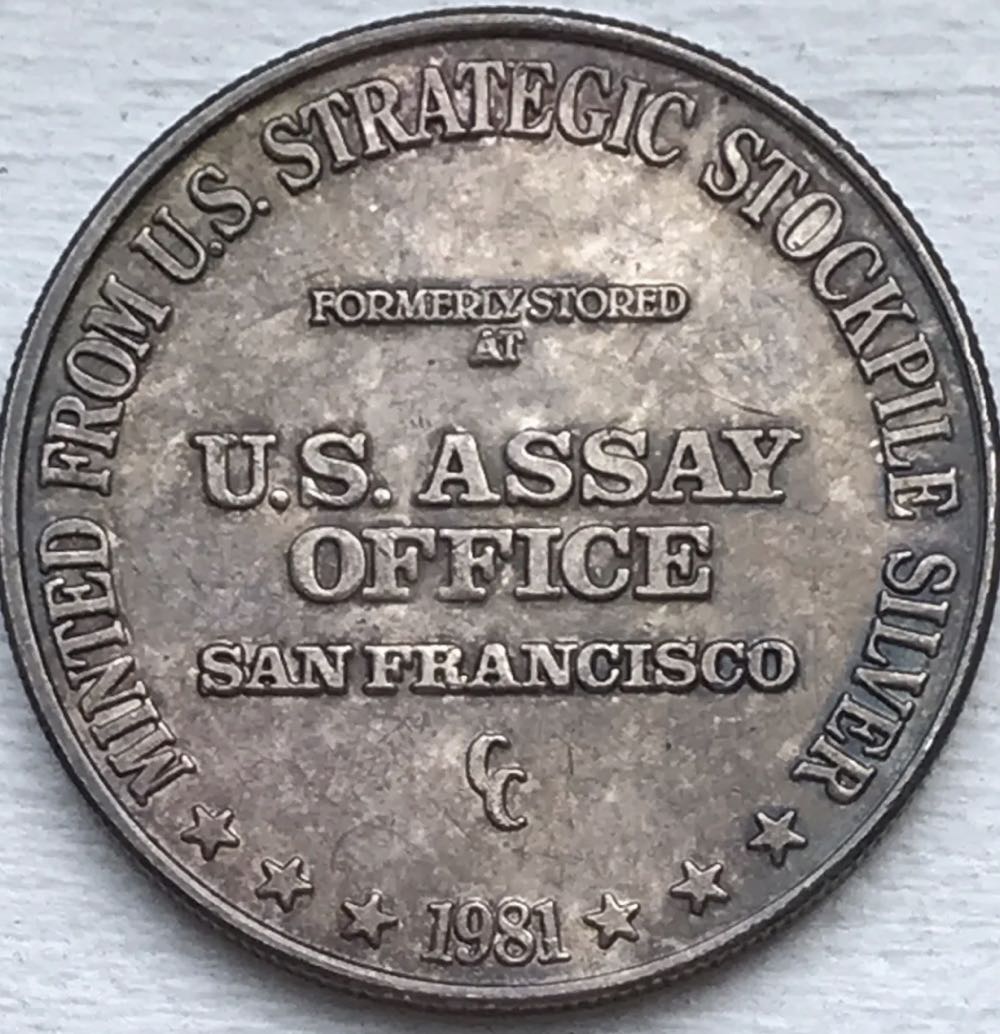 MINTED FROM U.S. STRATEGIC STOCKPILE SILVER
FORMERLY STORED
AT
U.S. ASSAY
OFFICE
SAN FRANCISCO
CC
1981